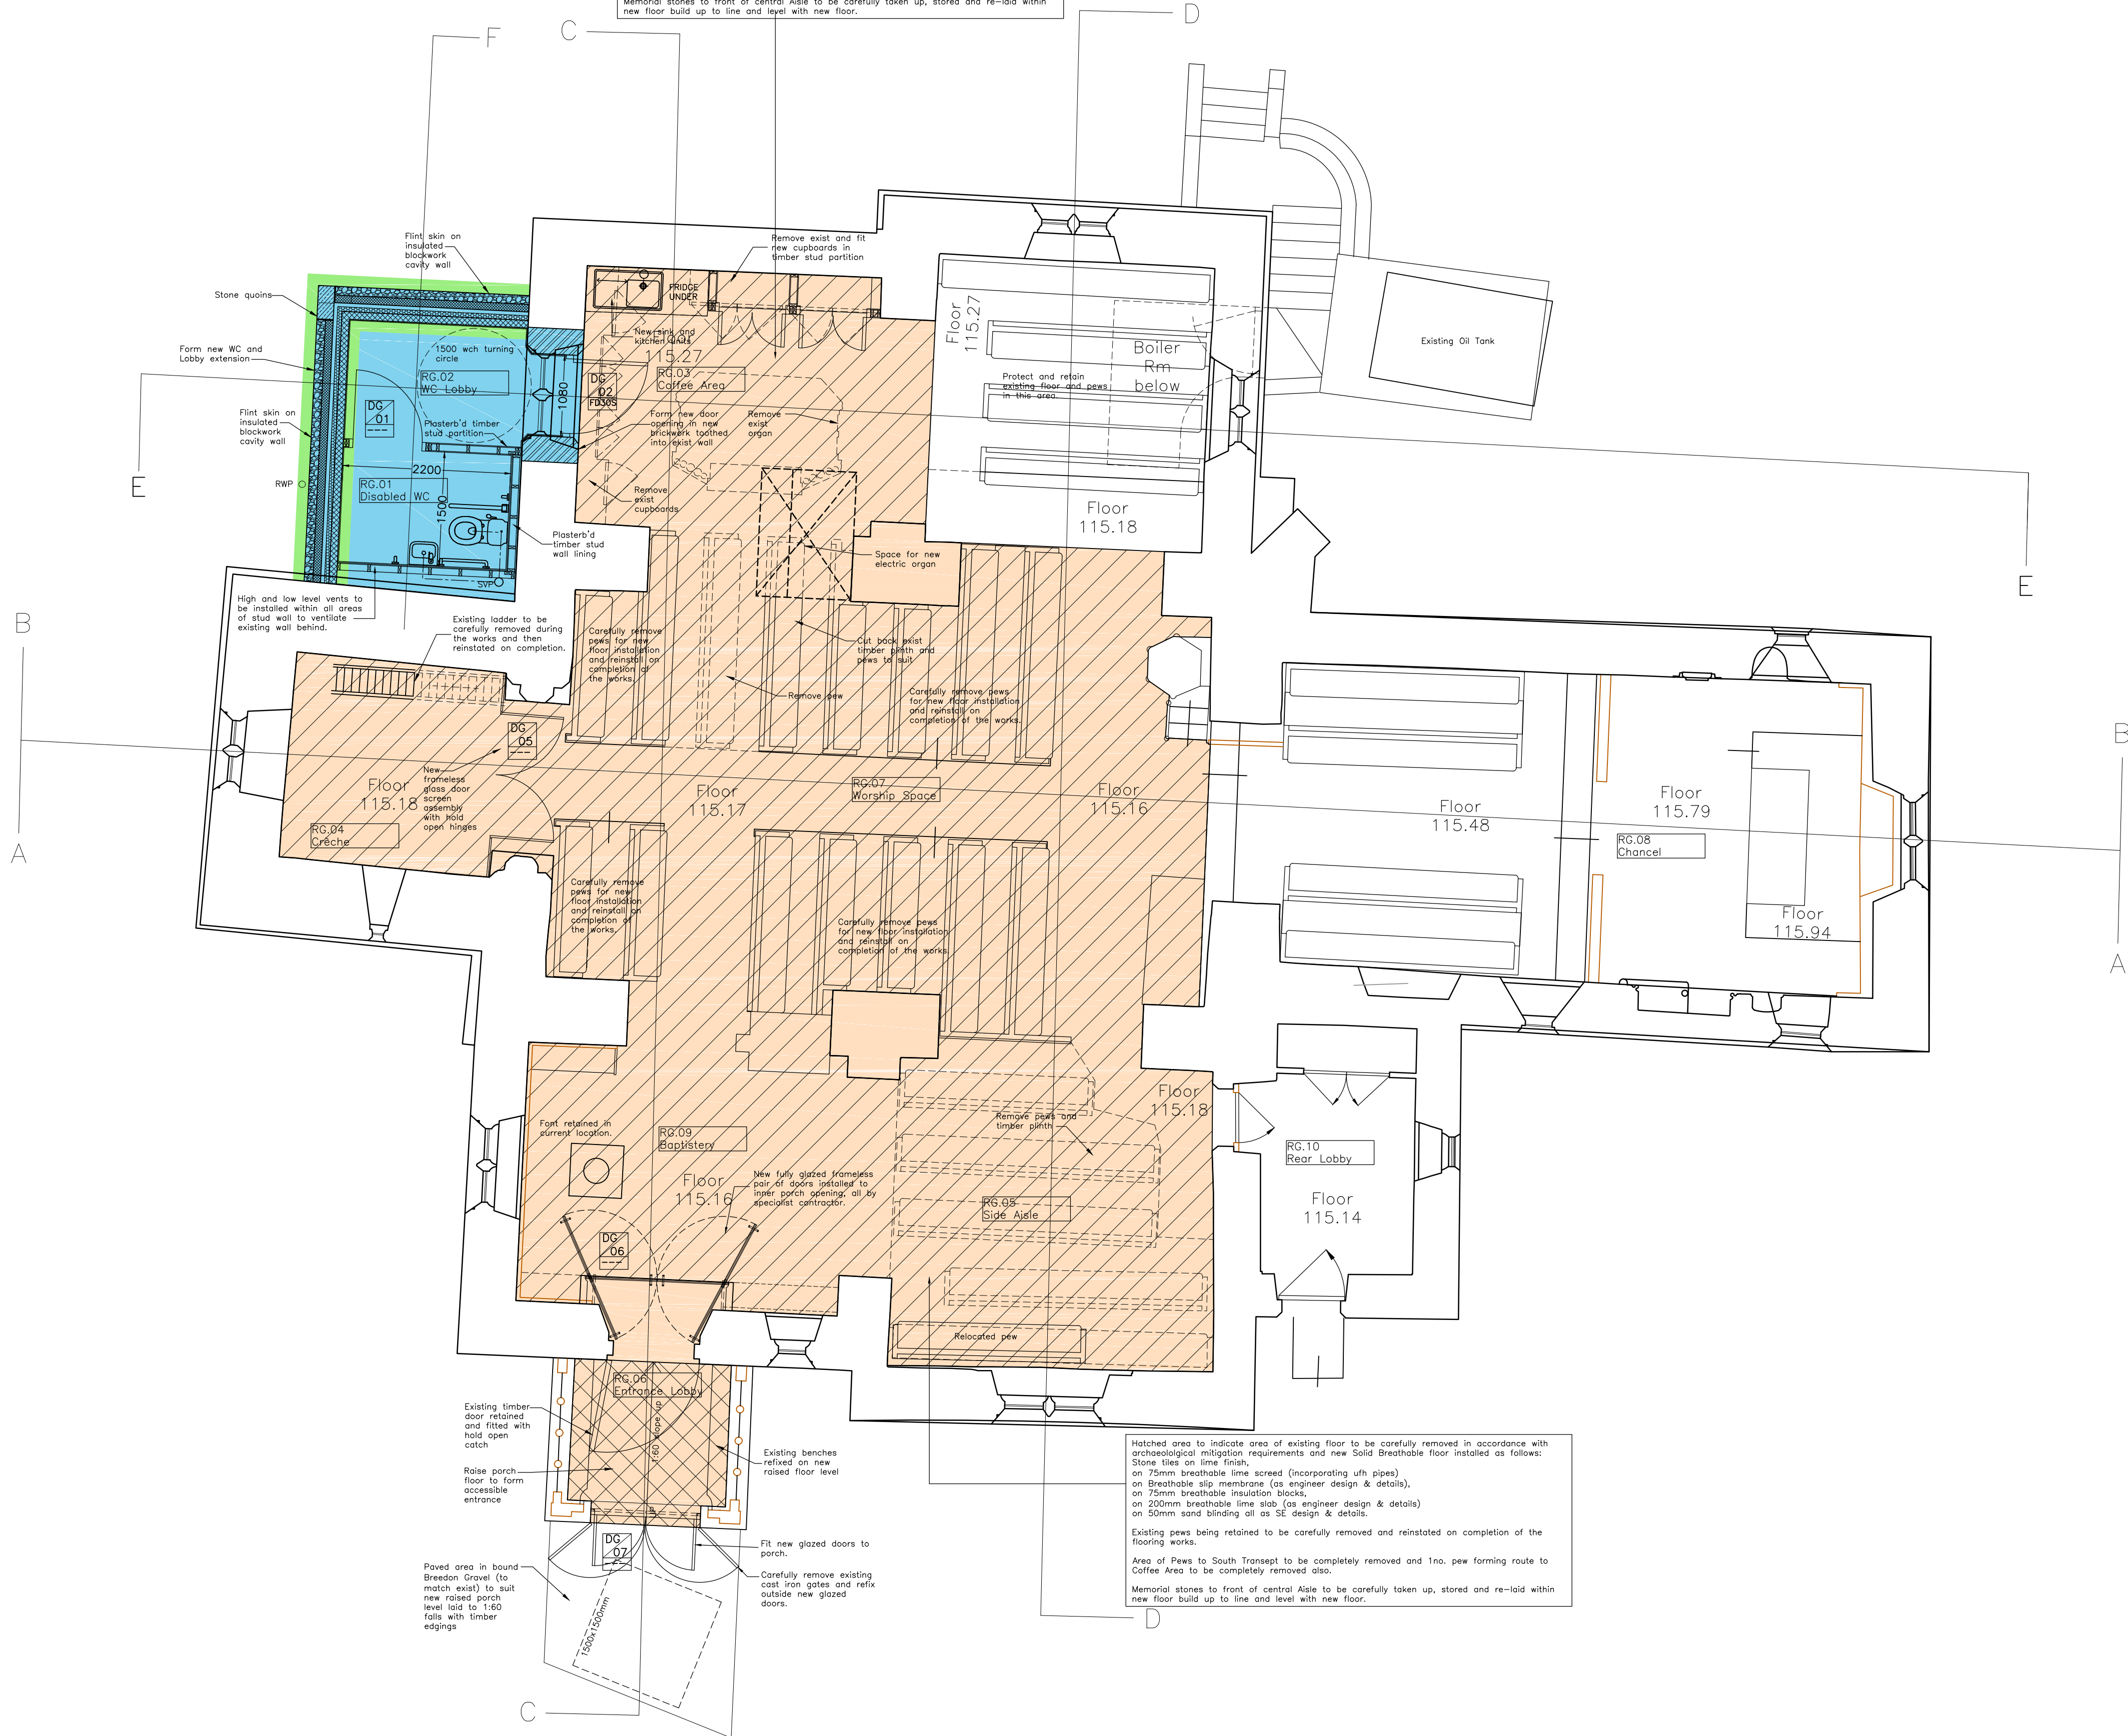 Memorial stones to front of central Aisle to be carefully taken up, stored and re-laid within
new floor build up to line and level with new floor.
D
F
C
Flint skin on
insulated
blockwork
cavity wall
Remove exist and fit
new cupboards in
timber stud partition
Stone quoins
FRIDGE
UNDER
Floor
115.27
New sink and
kitchen units
115.27
1500 wch turning
circle
Form new WC and
Lobby extension
Boiler
Rm
below
Existing Oil Tank
RG.02
WC Lobby
DG
02
FD30S
RG.03
Coffee Area
Protect and retain
existing floor and pews
in this area.
1080
DG
01
---
Flint skin on
insulated
blockwork
cavity wall
Plasterb'd timber
stud partition
Form new door
opening in new
brickwork toothed
into exist wall
Remove
exist
organ
2200
E
RWP
RG.01
Disabled WC
1500
Remove
exist
cupboards
Floor
115.18
Plasterb'd
timber stud
wall lining
Space for new
electric organ
SVP
E
High and low level vents to
be installed within all areas
of stud wall to ventilate
existing wall behind.
B
Existing ladder to be
carefully removed during
the works and then
reinstated on completion.
Carefully remove
pews for new
floor installation
and reinstall on
completion of
the works.
Cut back exist
timber plinth and
pews to suit
Remove pew
Carefully remove pews
for new floor installation
and reinstall on
completion of the works.
DG
05
---
B
New
frameless
glass door
screen
assembly
with hold
open hinges
Floor
115.18
Floor
115.17
RG.07
Worship Space
Floor
115.16
Floor
115.48
Floor
115.79
RG.04
Crêche
RG.08
Chancel
A
Carefully remove
pews for new
floor installation
and reinstall on
completion of
the works.
Carefully remove pews
for new floor installation
and reinstall on
completion of the works.
Floor
115.94
A
Floor
115.18
Font retained in
current location.
RG.09
Baptistery
Remove pews and
timber plinth
RG.10
Rear Lobby
Floor
115.16
New fully glazed frameless
pair of doors installed to
inner porch opening, all by
specialist contractor.
RG.05
Side Aisle
Floor
115.14
DG
06
---
Relocated pew
RG.06
Entrance Lobby
1:60 slope up
Existing timber
door retained
and fitted with
hold open
catch
Existing benches
refixed on new
raised floor level
Raise porch
floor to form
accessible
entrance
UP
Hatched area to indicate area of existing floor to be carefully removed in accordance with
archaeololgical mitigation requirements and new Solid Breathable floor installed as follows:
Stone tiles on lime finish,
on 75mm breathable lime screed (incorporating ufh pipes)
on Breathable slip membrane (as engineer design & details),
on 75mm breathable insulation blocks,
on 200mm breathable lime slab (as engineer design & details)
on 50mm sand blinding all as SE design & details.
Existing pews being retained to be carefully removed and reinstated on completion of the
flooring works.
Area of Pews to South Transept to be completely removed and 1no. pew forming route to
Coffee Area to be completely removed also.
Memorial stones to front of central Aisle to be carefully taken up, stored and re-laid within
new floor build up to line and level with new floor.
DG
07
---
Fit new glazed doors to
porch.
Paved area in bound
Breedon Gravel (to
match exist) to suit
new raised porch
level laid to 1:60
falls with timber
edgings
Carefully remove existing
cast iron gates and refix
outside new glazed
doors.
1500x1500mm
D
C